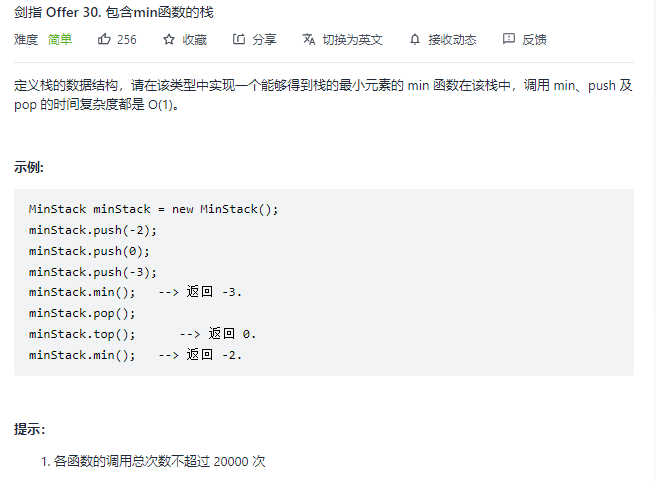 剑指 Offer 30. 包含min函数的栈
难度 简单 256 收藏 分享 切换为英文 接收动态 反馈
定义栈的数据结构，请在该类型中实现一个能够得到栈的最小元素的 min 函数在该栈中，调用 min、push 及
pop 的时间复杂度都是 O(1)。
示例:
MinStack minStack = new MinStack();
minStack.push(-2);
minStack.push(0);
minStack.push(-3);
minStack.min();   --> 返回 -3.
minStack.pop();
minStack.top();      --> 返回 0.
minStack.min();   --> 返回 -2.
提示：
1. 各函数的调用总次数不超过 20000 次